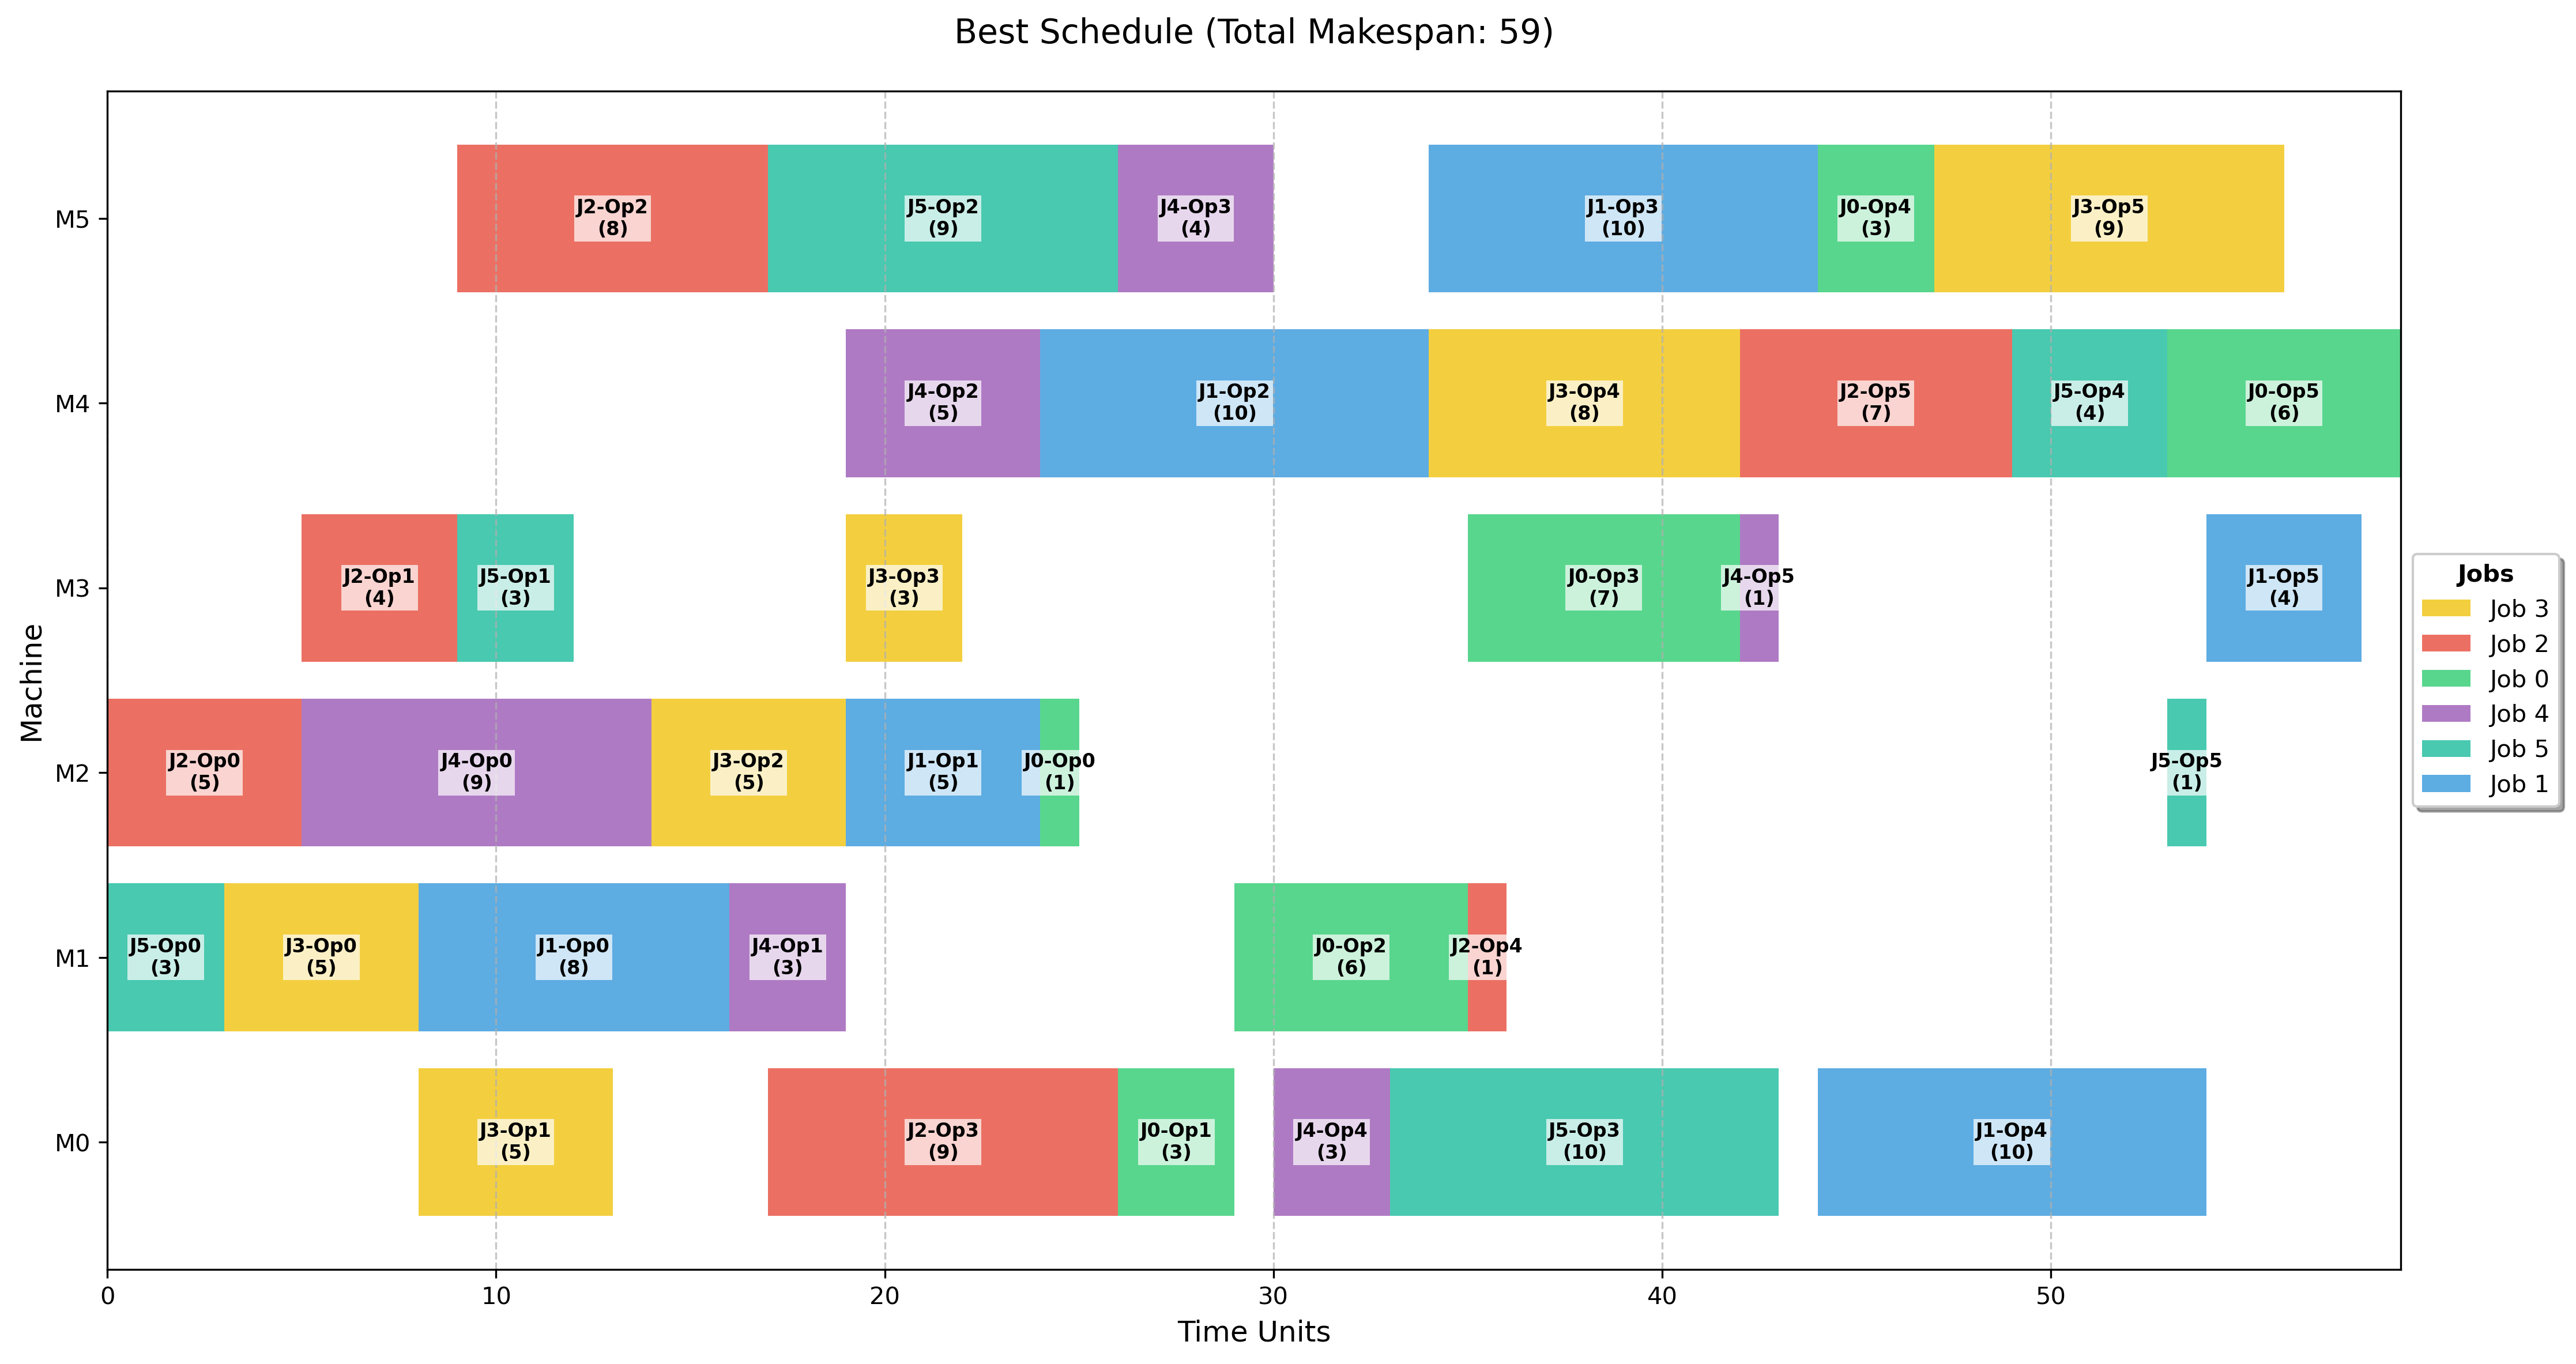 Best Schedule (Total Makespan: 59)
Machine
M5
J2-Op2
(8)
J5-Op2
(9)
J4-Op3
(4)
J1-Op3
(10)
J0-Op4
(3)
J3-Op5
(9)
M4
J4-Op2
(5)
J1-Op2
(10)
J3-Op4
(8)
J2-Op5
(7)
J5-Op4
(4)
J0-Op5
(6)
M3
J2-Op1
(4)
J5-Op1
(3)
J3-Op3
(3)
J0-Op3
(7)
J4-Op5
(1)
J1-Op5
(4)
M2
J2-Op0
(5)
J4-Op0
(9)
J3-Op2
(5)
J1-Op1
(5)
J0-Op0
(1)
J5-Op5
(1)
M1
J5-Op0
(3)
J3-Op0
(5)
J1-Op0
(8)
J4-Op1
(3)
J0-Op2
(6)
J2-Op4
(1)
M0
J3-Op1
(5)
J2-Op3
(9)
J0-Op1
(3)
J4-Op4
(3)
J5-Op3
(10)
J1-Op4
(10)
0 10 20 30 40 50
Time Units
Jobs
Job 3
Job 2
Job 0
Job 4
Job 5
Job 1